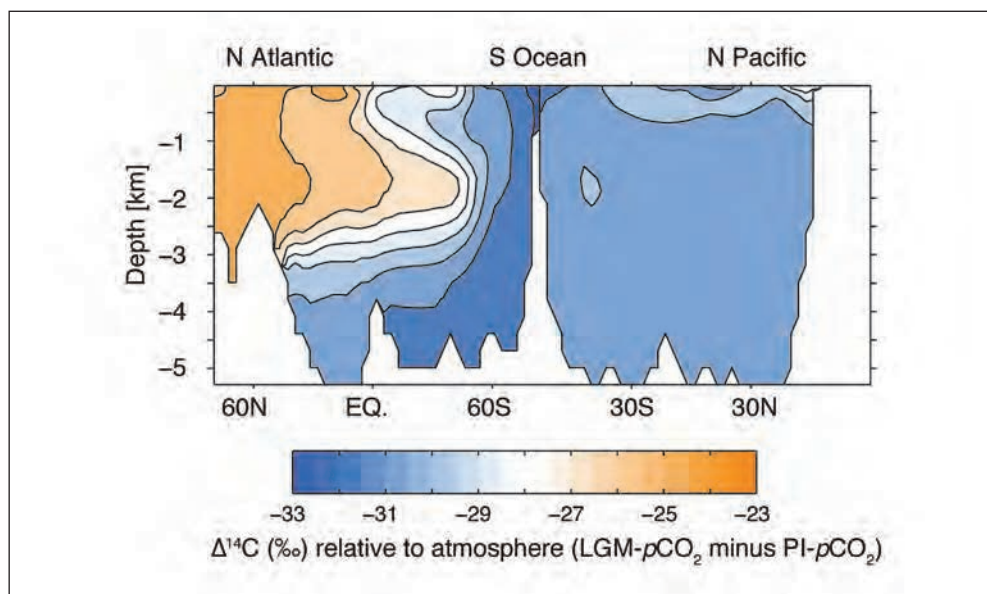 N Atlantic S Ocean N Pacific
Depth [km]
−1
−2
−3
−4
−5
60N EQ. 60S 30S 30N
−33 −31 −29 −27 −25 −23
Δ¹⁴C (‰) relative to atmosphere (LGM-pCO₂ minus PI-pCO₂)